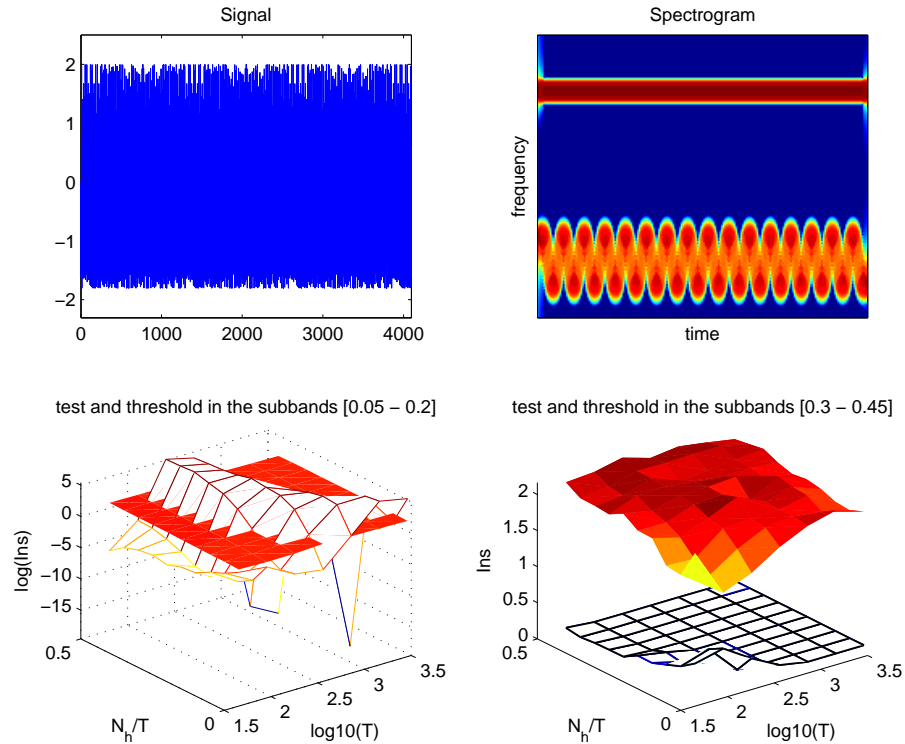 Signal
2
1
0
−1
−2
0
1000
2000
3000
4000
Spectrogram
frequency
time
test and threshold in the subbands [0.05 − 0.2]
log(Ins)
5
0
−5
−10
−15
0.5
0
N_h/T
1.5
2
2.5
3
3.5
log10(T)
test and threshold in the subbands [0.3 − 0.45]
Ins
2
1.5
1
0.5
0
0.5
0
N_h/T
1.5
2
2.5
3
3.5
log10(T)